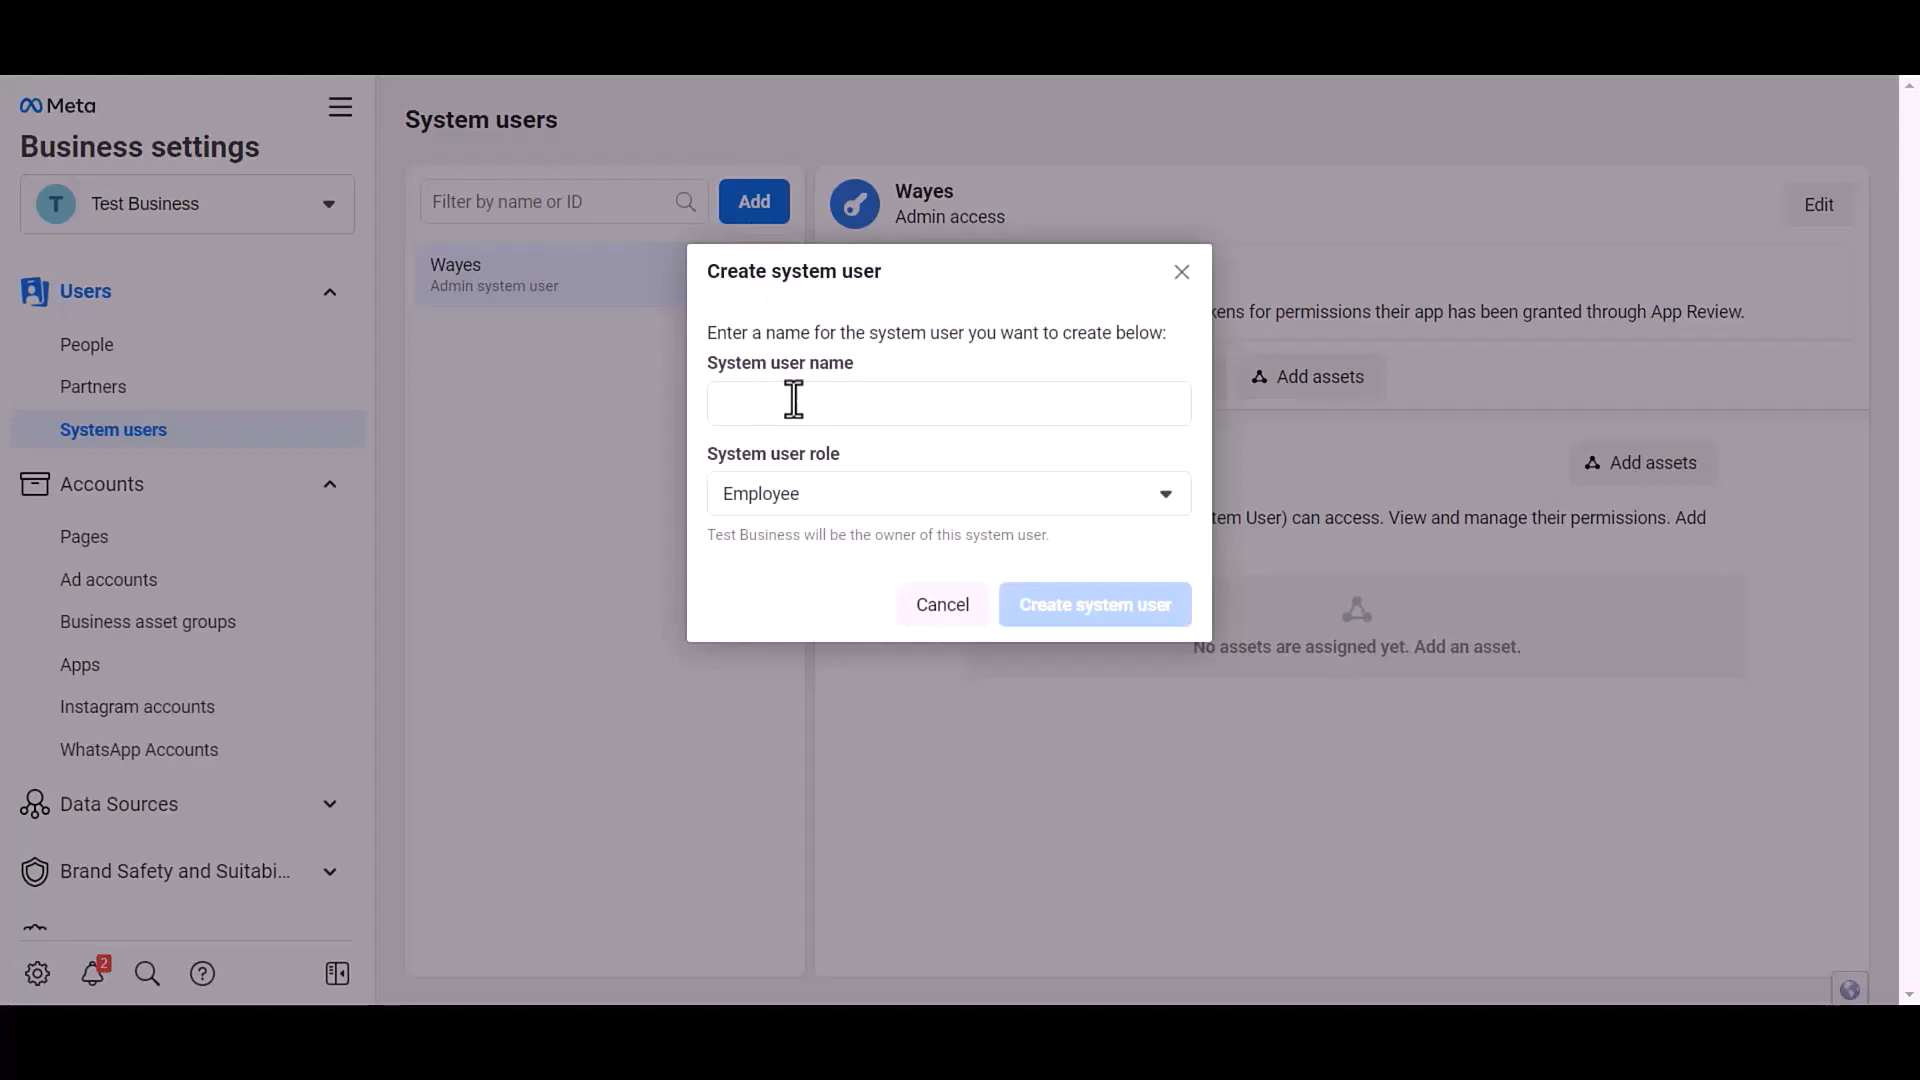 Meta
Business settings
T
Test Business
Users
People
Partners
System users
Accounts
Pages
Ad accounts
Business asset groups
Apps
Instagram accounts
WhatsApp Accounts
Data Sources
Brand Safety and Suitabi...
2
System users
Filter by name or ID
Add
Wayes
Admin system user
Wayes
Admin access
Edit
kens for permissions their app has been granted through App Review.
Add assets
Add assets
tem User) can access. View and manage their permissions. Add
No assets are assigned yet. Add an asset.
Create system user
Enter a name for the system user you want to create below:
System user name
System user role
Employee
Test Business will be the owner of this system user.
Cancel
Create system user